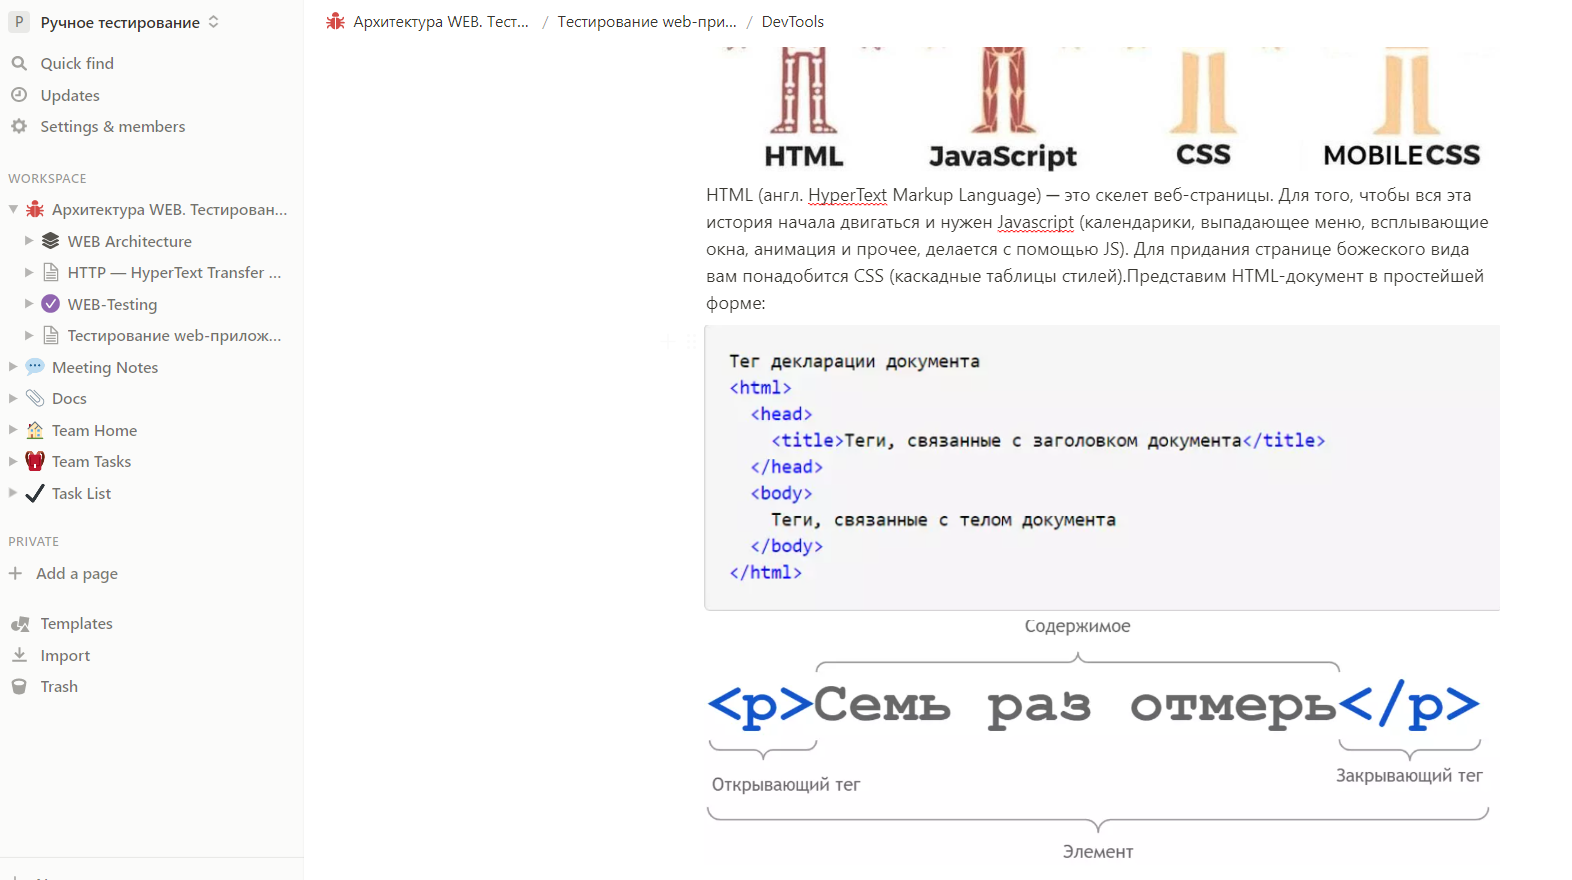 P Ручное тестирование
Quick find
Updates
Settings & members
WORKSPACE
Архитектура WEB. Тестирован...
WEB Architecture
HTTP — HyperText Transfer ...
WEB-Testing
Тестирование web-прилож...
Meeting Notes
Docs
Team Home
Team Tasks
Task List
PRIVATE
Add a page
Templates
Import
Trash
Архитектура WEB. Тест... / Тестирование web-при... / DevTools
HTML JavaScript CSS MOBILE CSS
HTML (англ. HyperText Markup Language) — это скелет веб-страницы. Для того, чтобы вся эта
история начала двигаться и нужен Javascript (календарики, выпадающее меню, всплывающие
окна, анимация и прочее, делается с помощью JS). Для придания странице божеского вида
вам понадобится CSS (каскадные таблицы стилей).Представим HTML-документ в простейшей
форме:
Тег декларации документа
<html>
<head>
<title>Теги, связанные с заголовком документа</title>
</head>
<body>
Теги, связанные с телом документа
</body>
</html>
Содержимое
<p>Семь раз отмерь</p>
Открывающий тег
Закрывающий тег
Элемент